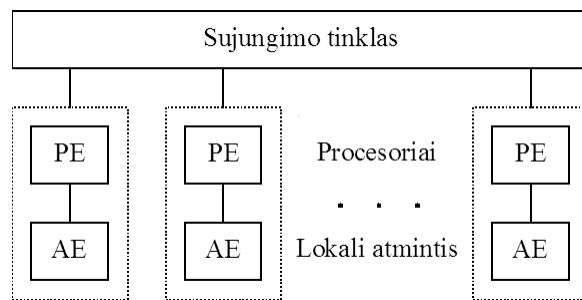 Sujungimo tinklas
PE PE Procesoriai PE
. . .
AE AE Lokali atmintis AE